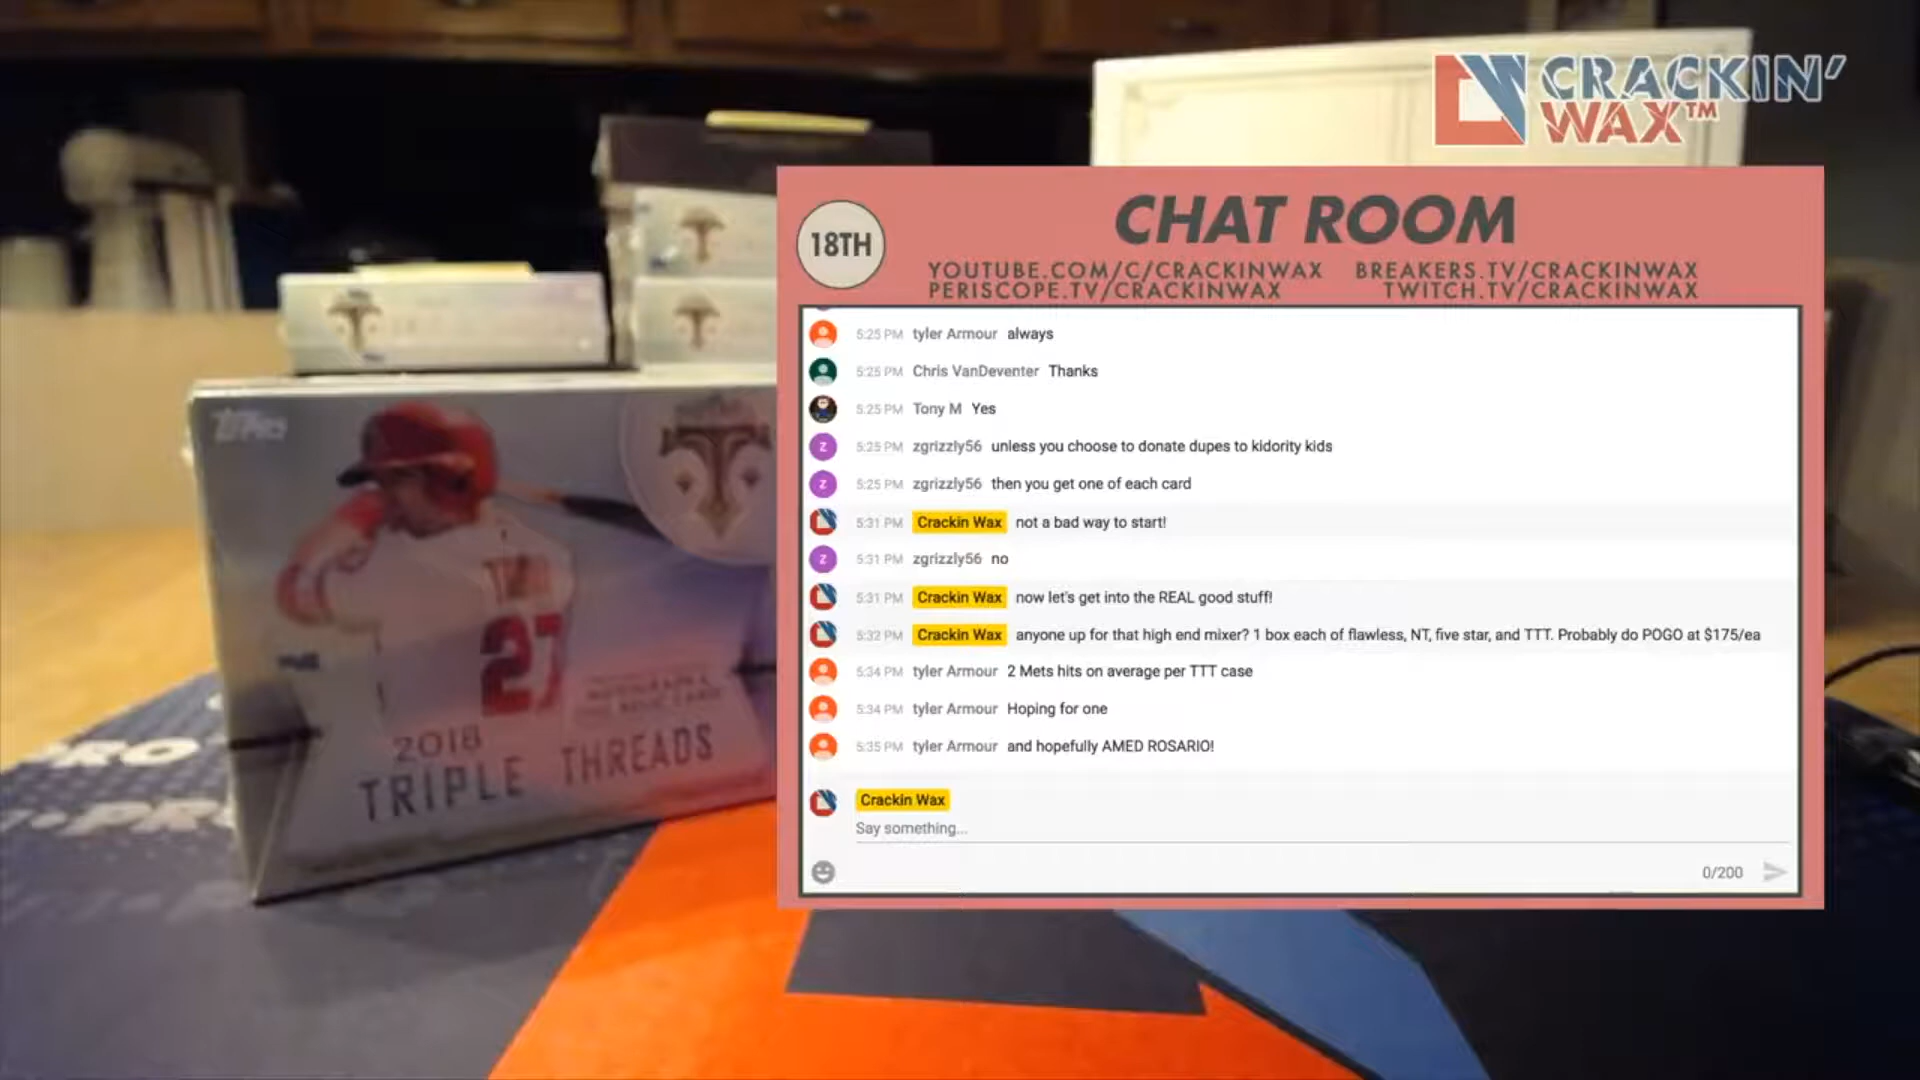 CRACKIN'
WAX™
18TH
CHAT ROOM
YOUTUBE.COM/C/CRACKINWAX BREAKERS.TV/CRACKINWAX
PERISCOPE.TV/CRACKINWAX TWITCH.TV/CRACKINWAX
5:25 PM tyler Armour always
5:25 PM Chris VanDeventer Thanks
5:25 PM Tony M Yes
Z 5:25 PM zgrizzly56 unless you choose to donate dupes to kidority kids
Z 5:25 PM zgrizzly56 then you get one of each card
5:31 PM Crackin Wax not a bad way to start!
Z 5:31 PM zgrizzly56 no
5:31 PM Crackin Wax now let's get into the REAL good stuff!
5:32 PM Crackin Wax anyone up for that high end mixer? 1 box each of flawless, NT, five star, and TTT. Probably do POGO at $175/ea
5:34 PM tyler Armour 2 Mets hits on average per TTT case
5:34 PM tyler Armour Hoping for one
5:35 PM tyler Armour and hopefully AMED ROSARIO!
Crackin Wax
Say something...
0/200
Topps
27
2018
TRIPLE THREADS